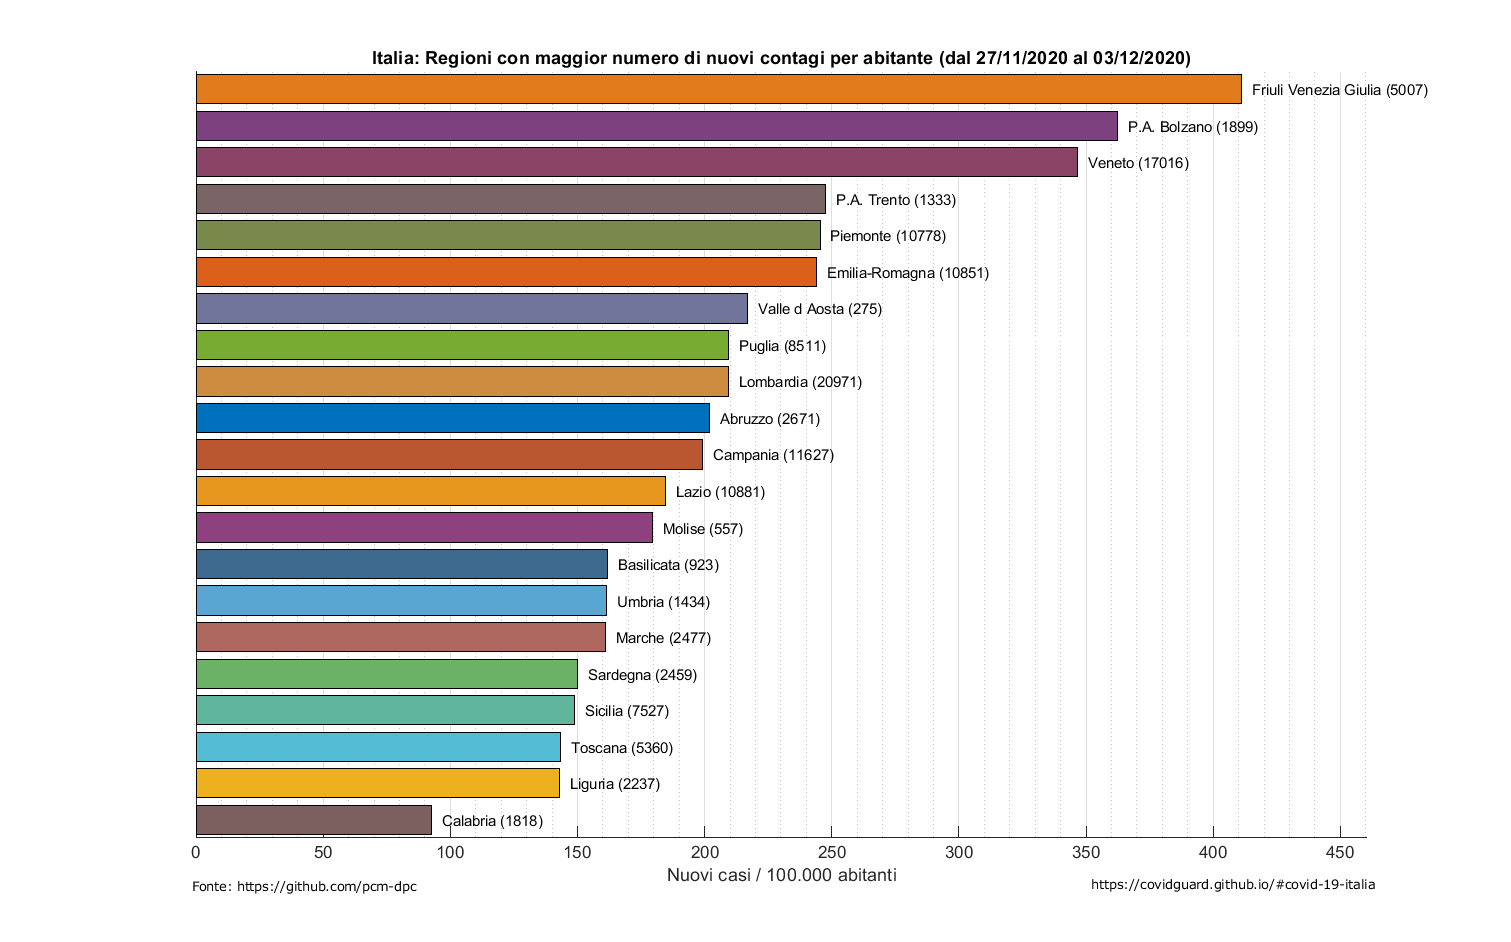 Italia: Regioni con maggior numero di nuovi contagi per abitante (dal 27/11/2020 al 03/12/2020)
Friuli Venezia Giulia (5007)
P.A. Bolzano (1899)
Veneto (17016)
P.A. Trento (1333)
Piemonte (10778)
Emilia-Romagna (10851)
Valle d Aosta (275)
Puglia (8511)
Lombardia (20971)
Abruzzo (2671)
Campania (11627)
Lazio (10881)
Molise (557)
Basilicata (923)
Umbria (1434)
Marche (2477)
Sardegna (2459)
Sicilia (7527)
Toscana (5360)
Liguria (2237)
Calabria (1818)
0 50 100 150 200 250 300 350 400 450
Nuovi casi / 100.000 abitanti
Fonte: https://github.com/pcm-dpc
https://covidguard.github.io/#covid-19-italia